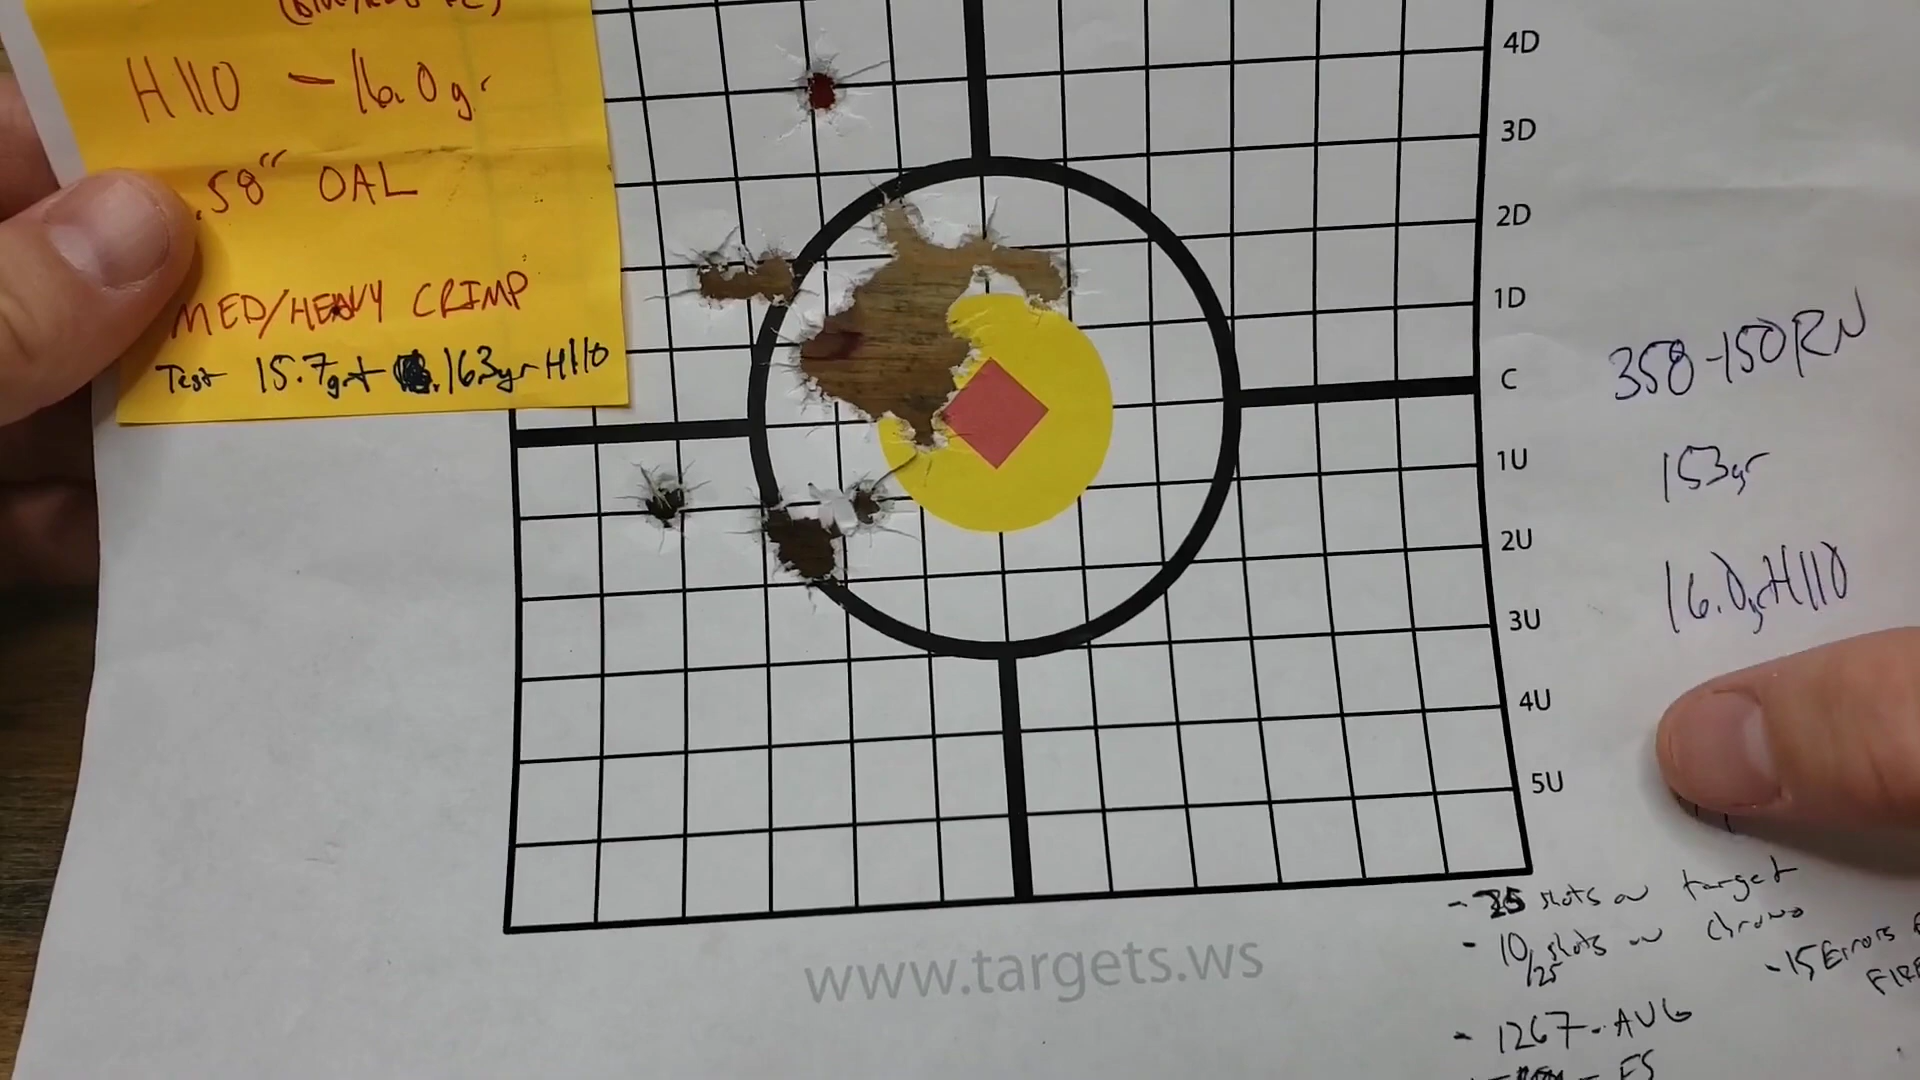 H110 - 16.0gr
.58" OAL
MED/HEAVY CRIMP
Test 15.7gr + 16.3gr H110
4D
3D
2D
1D
C
1U
2U
3U
4U
5U
358-150RN
153gr
16.0gr H110
- 25 shots on target
- 10/25 shots on chrono
- 15 Errors
- 1267 - AVG
- ES
www.targets.ws